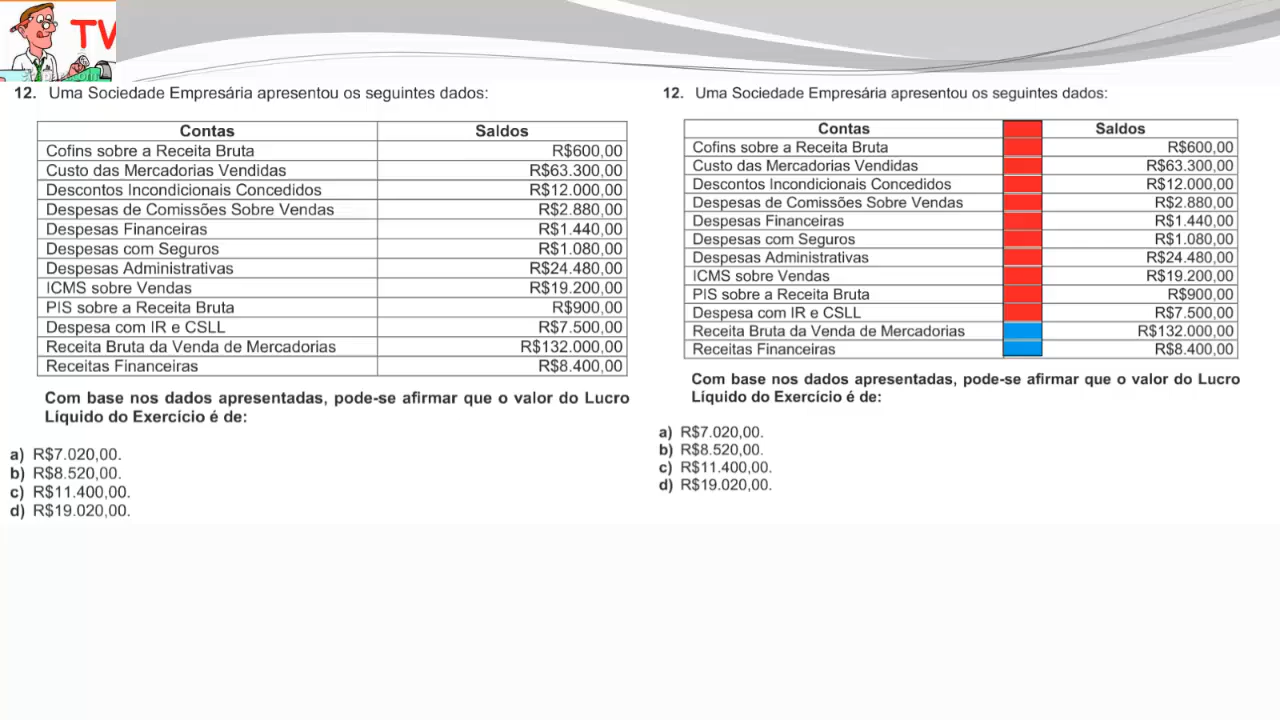 TV
12. Uma Sociedade Empresária apresentou os seguintes dados:
Contas Saldos
Cofins sobre a Receita Bruta R$600,00
Custo das Mercadorias Vendidas R$63.300,00
Descontos Incondicionais Concedidos R$12.000,00
Despesas de Comissões Sobre Vendas R$2.880,00
Despesas Financeiras R$1.440,00
Despesas com Seguros R$1.080,00
Despesas Administrativas R$24.480,00
ICMS sobre Vendas R$19.200,00
PIS sobre a Receita Bruta R$900,00
Despesa com IR e CSLL R$7.500,00
Receita Bruta da Venda de Mercadorias R$132.000,00
Receitas Financeiras R$8.400,00
Com base nos dados apresentadas, pode-se afirmar que o valor do Lucro
Líquido do Exercício é de:
a) R$7.020,00.
b) R$8.520,00.
c) R$11.400,00.
d) R$19.020,00.
12. Uma Sociedade Empresária apresentou os seguintes dados:
Contas Saldos
Cofins sobre a Receita Bruta R$600,00
Custo das Mercadorias Vendidas R$63.300,00
Descontos Incondicionais Concedidos R$12.000,00
Despesas de Comissões Sobre Vendas R$2.880,00
Despesas Financeiras R$1.440,00
Despesas com Seguros R$1.080,00
Despesas Administrativas R$24.480,00
ICMS sobre Vendas R$19.200,00
PIS sobre a Receita Bruta R$900,00
Despesa com IR e CSLL R$7.500,00
Receita Bruta da Venda de Mercadorias R$132.000,00
Receitas Financeiras R$8.400,00
Com base nos dados apresentadas, pode-se afirmar que o valor do Lucro
Líquido do Exercício é de:
a) R$7.020,00.
b) R$8.520,00.
c) R$11.400,00.
d) R$19.020,00.